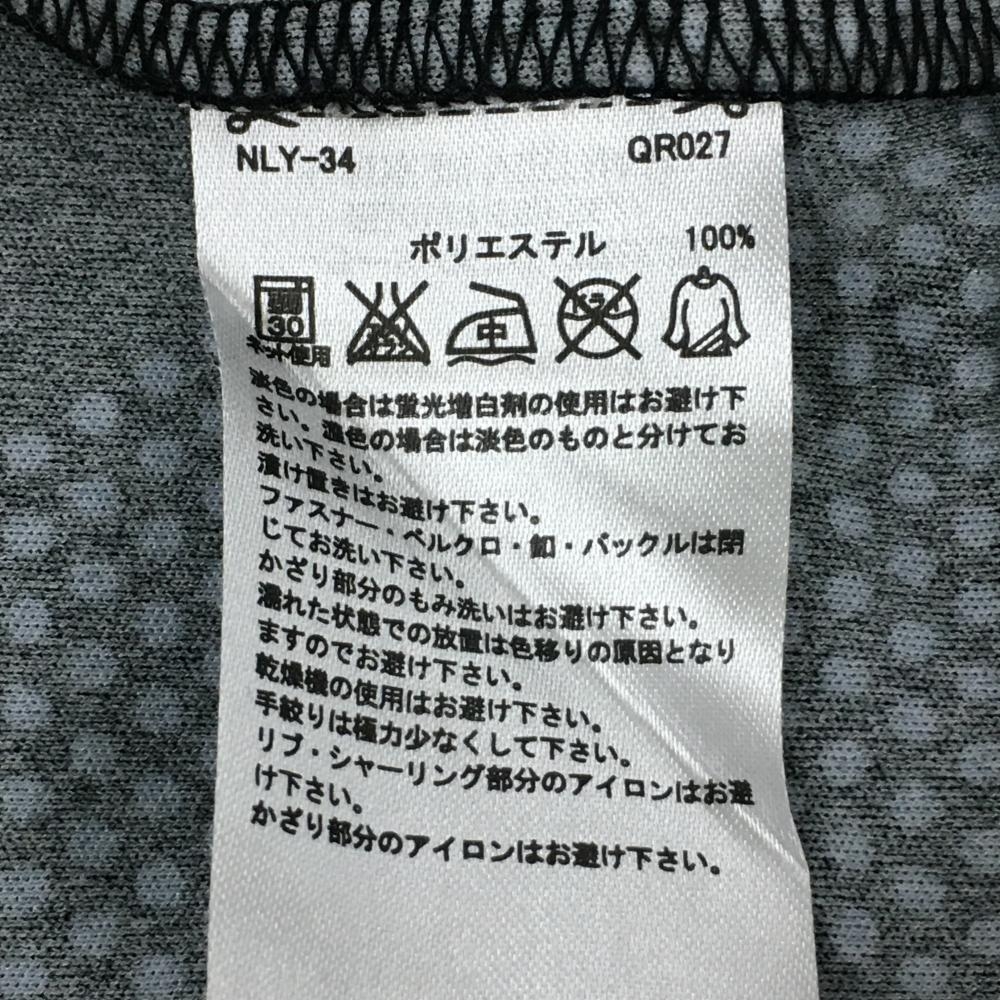 NLY-34 QR027
ポリエステル 100%
弱
30
中
ドライ
ネット使用
淡色の場合は蛍光増白剤の使用はお避け下
さい。濃色の場合は淡色のものと分けてお
洗い下さい。
漬け置きはお避け下さい。
ファスナー・ベルクロ・釦・バックルは閉
じてお洗い下さい。
かざり部分のもみ洗いはお避け下さい。
濡れた状態での放置は色移りの原因となり
ますのでお避け下さい。
乾燥機の使用はお避け下さい。
手絞りは極力少なくして下さい。
リブ・シャーリング部分のアイロンはお避
け下さい。
かざり部分のアイロンはお避け下さい。